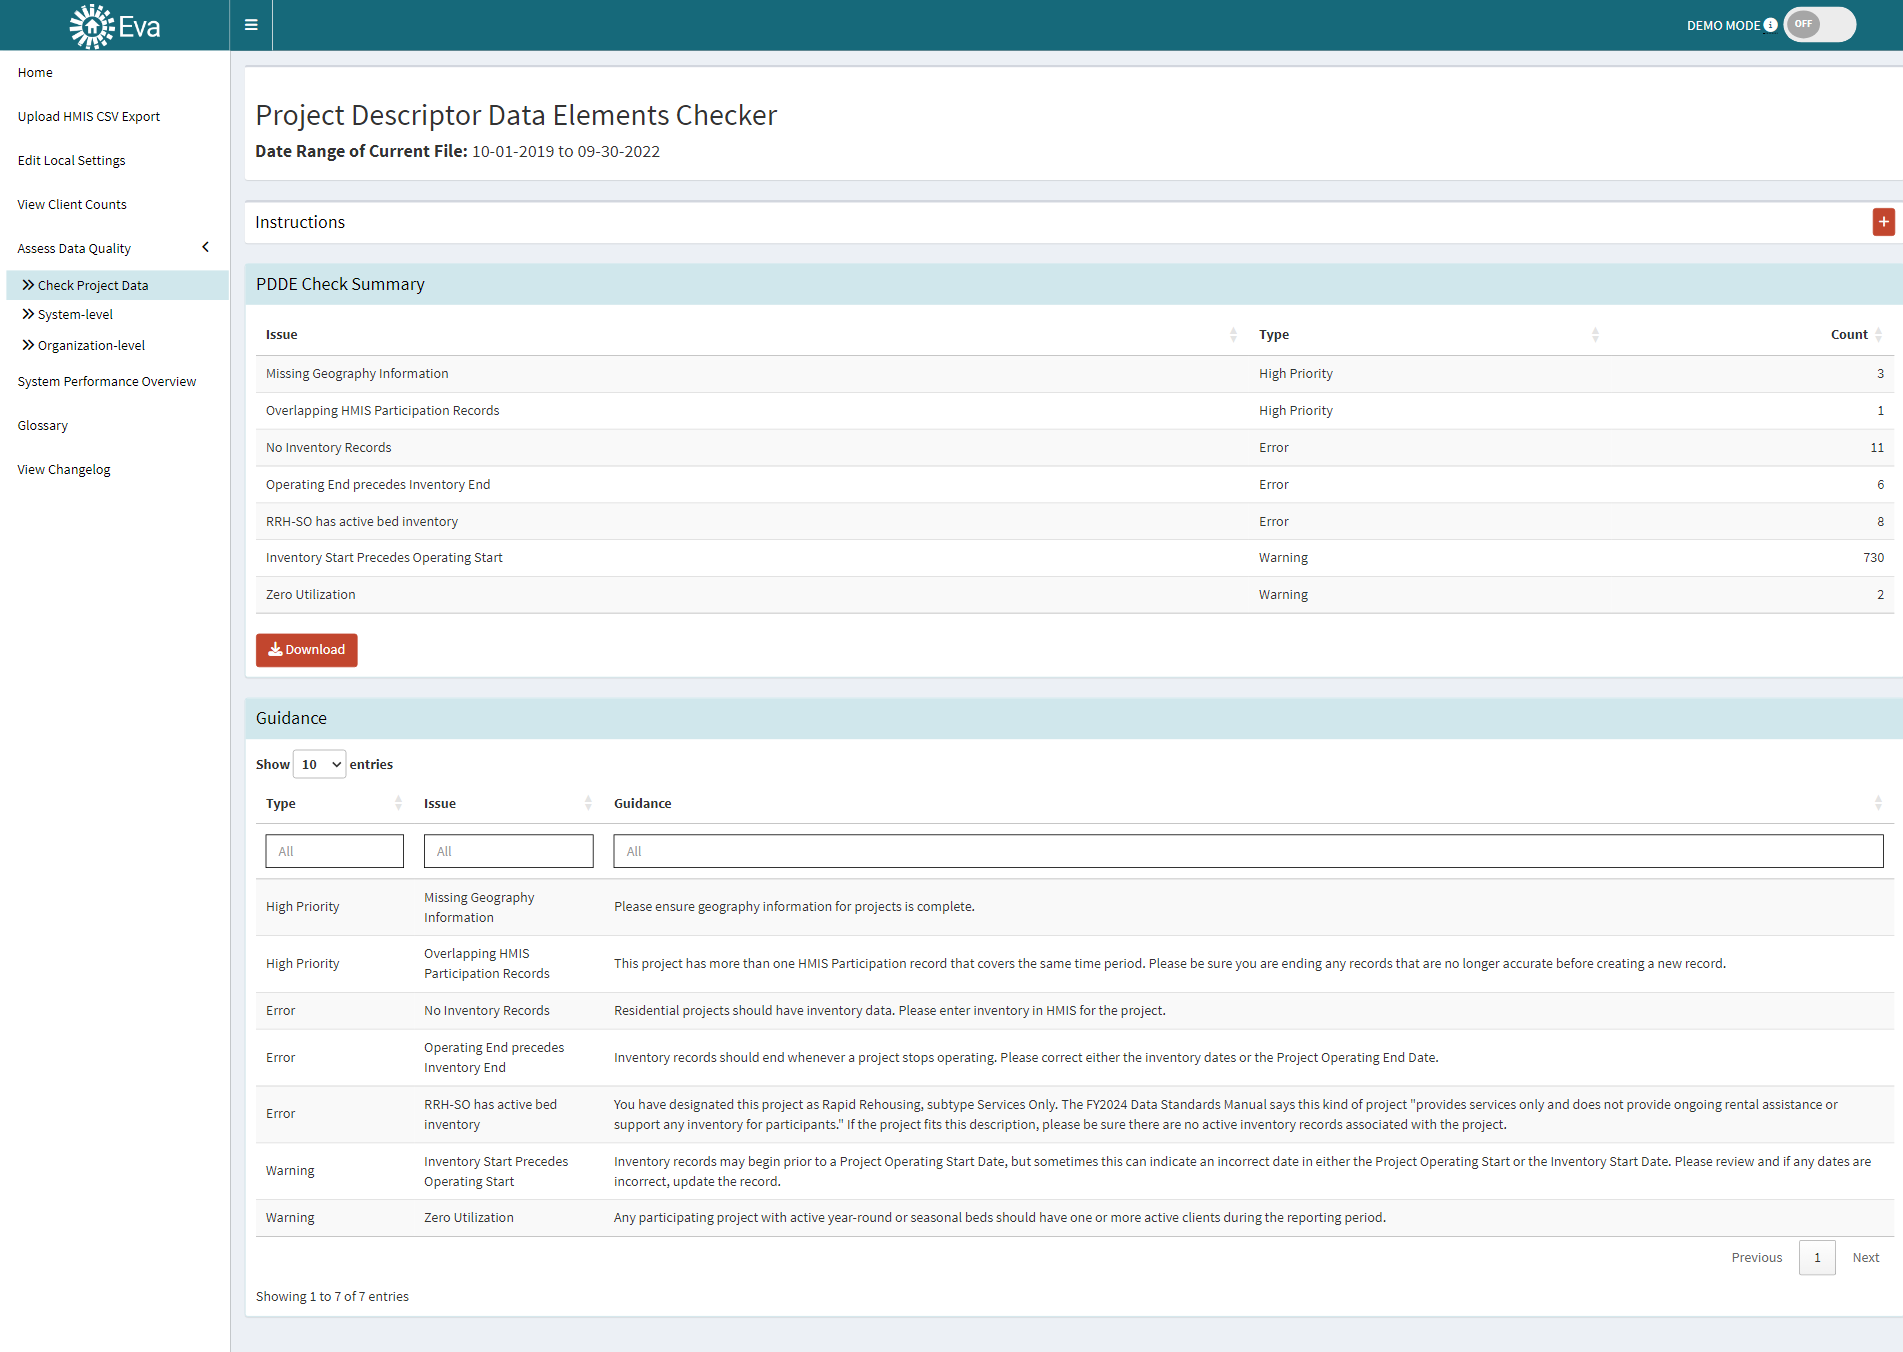 Eva
DEMO MODE
OFF
Home
Upload HMIS CSV Export
Edit Local Settings
View Client Counts
Assess Data Quality
Check Project Data
System-level
Organization-level
System Performance Overview
Glossary
View Changelog
Project Descriptor Data Elements Checker
Date Range of Current File: 10-01-2019 to 09-30-2022
Instructions
PDDE Check Summary
Issue Type Count
Missing Geography Information High Priority 3
Overlapping HMIS Participation Records High Priority 1
No Inventory Records Error 11
Operating End precedes Inventory End Error 6
RRH-SO has active bed inventory Error 8
Inventory Start Precedes Operating Start Warning 730
Zero Utilization Warning 2
Download
Guidance
Show 10 entries
Type Issue Guidance
All All All
High Priority
Missing Geography
Information
Please ensure geography information for projects is complete.
High Priority
Overlapping HMIS
Participation Records
This project has more than one HMIS Participation record that covers the same time period. Please be sure you are ending any records that are no longer accurate before creating a new record.
Error No Inventory Records Residential projects should have inventory data. Please enter inventory in HMIS for the project.
Error
Operating End precedes
Inventory End
Inventory records should end whenever a project stops operating. Please correct either the inventory dates or the Project Operating End Date.
Error
RRH-SO has active bed
inventory
You have designated this project as Rapid Rehousing, subtype Services Only. The FY2024 Data Standards Manual says this kind of project "provides services only and does not provide ongoing rental assistance or
support any inventory for participants." If the project fits this description, please be sure there are no active inventory records associated with the project.
Warning
Inventory Start Precedes
Operating Start
Inventory records may begin prior to a Project Operating Start Date, but sometimes this can indicate an incorrect date in either the Project Operating Start or the Inventory Start Date. Please review and if any dates are
incorrect, update the record.
Warning Zero Utilization Any participating project with active year-round or seasonal beds should have one or more active clients during the reporting period.
Previous 1 Next
Showing 1 to 7 of 7 entries